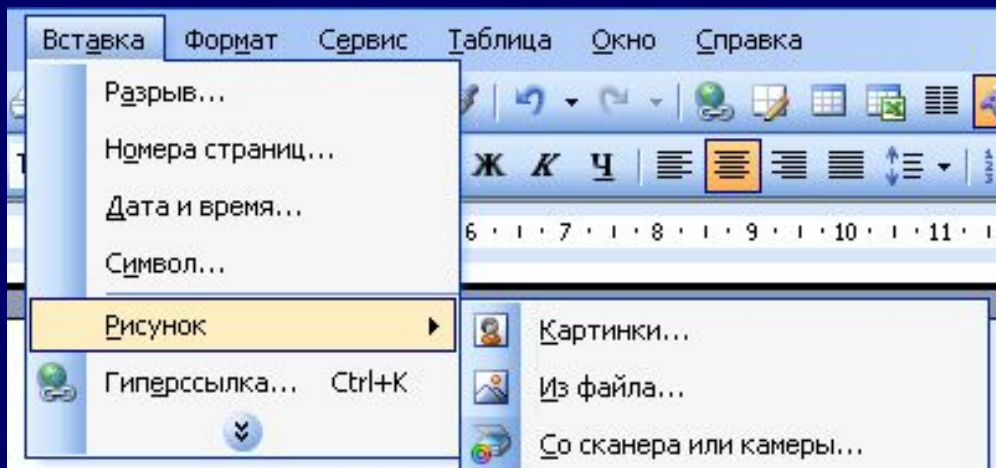 Вставка Формат Сервис Таблица Окно Справка
Разрыв...
Номера страниц...
Ж К Ч
Дата и время...
6 7 8 9 10 11
Символ...
Рисунок
Картинки...
Гиперссылка... Ctrl+K
Из файла...
Со сканера или камеры...